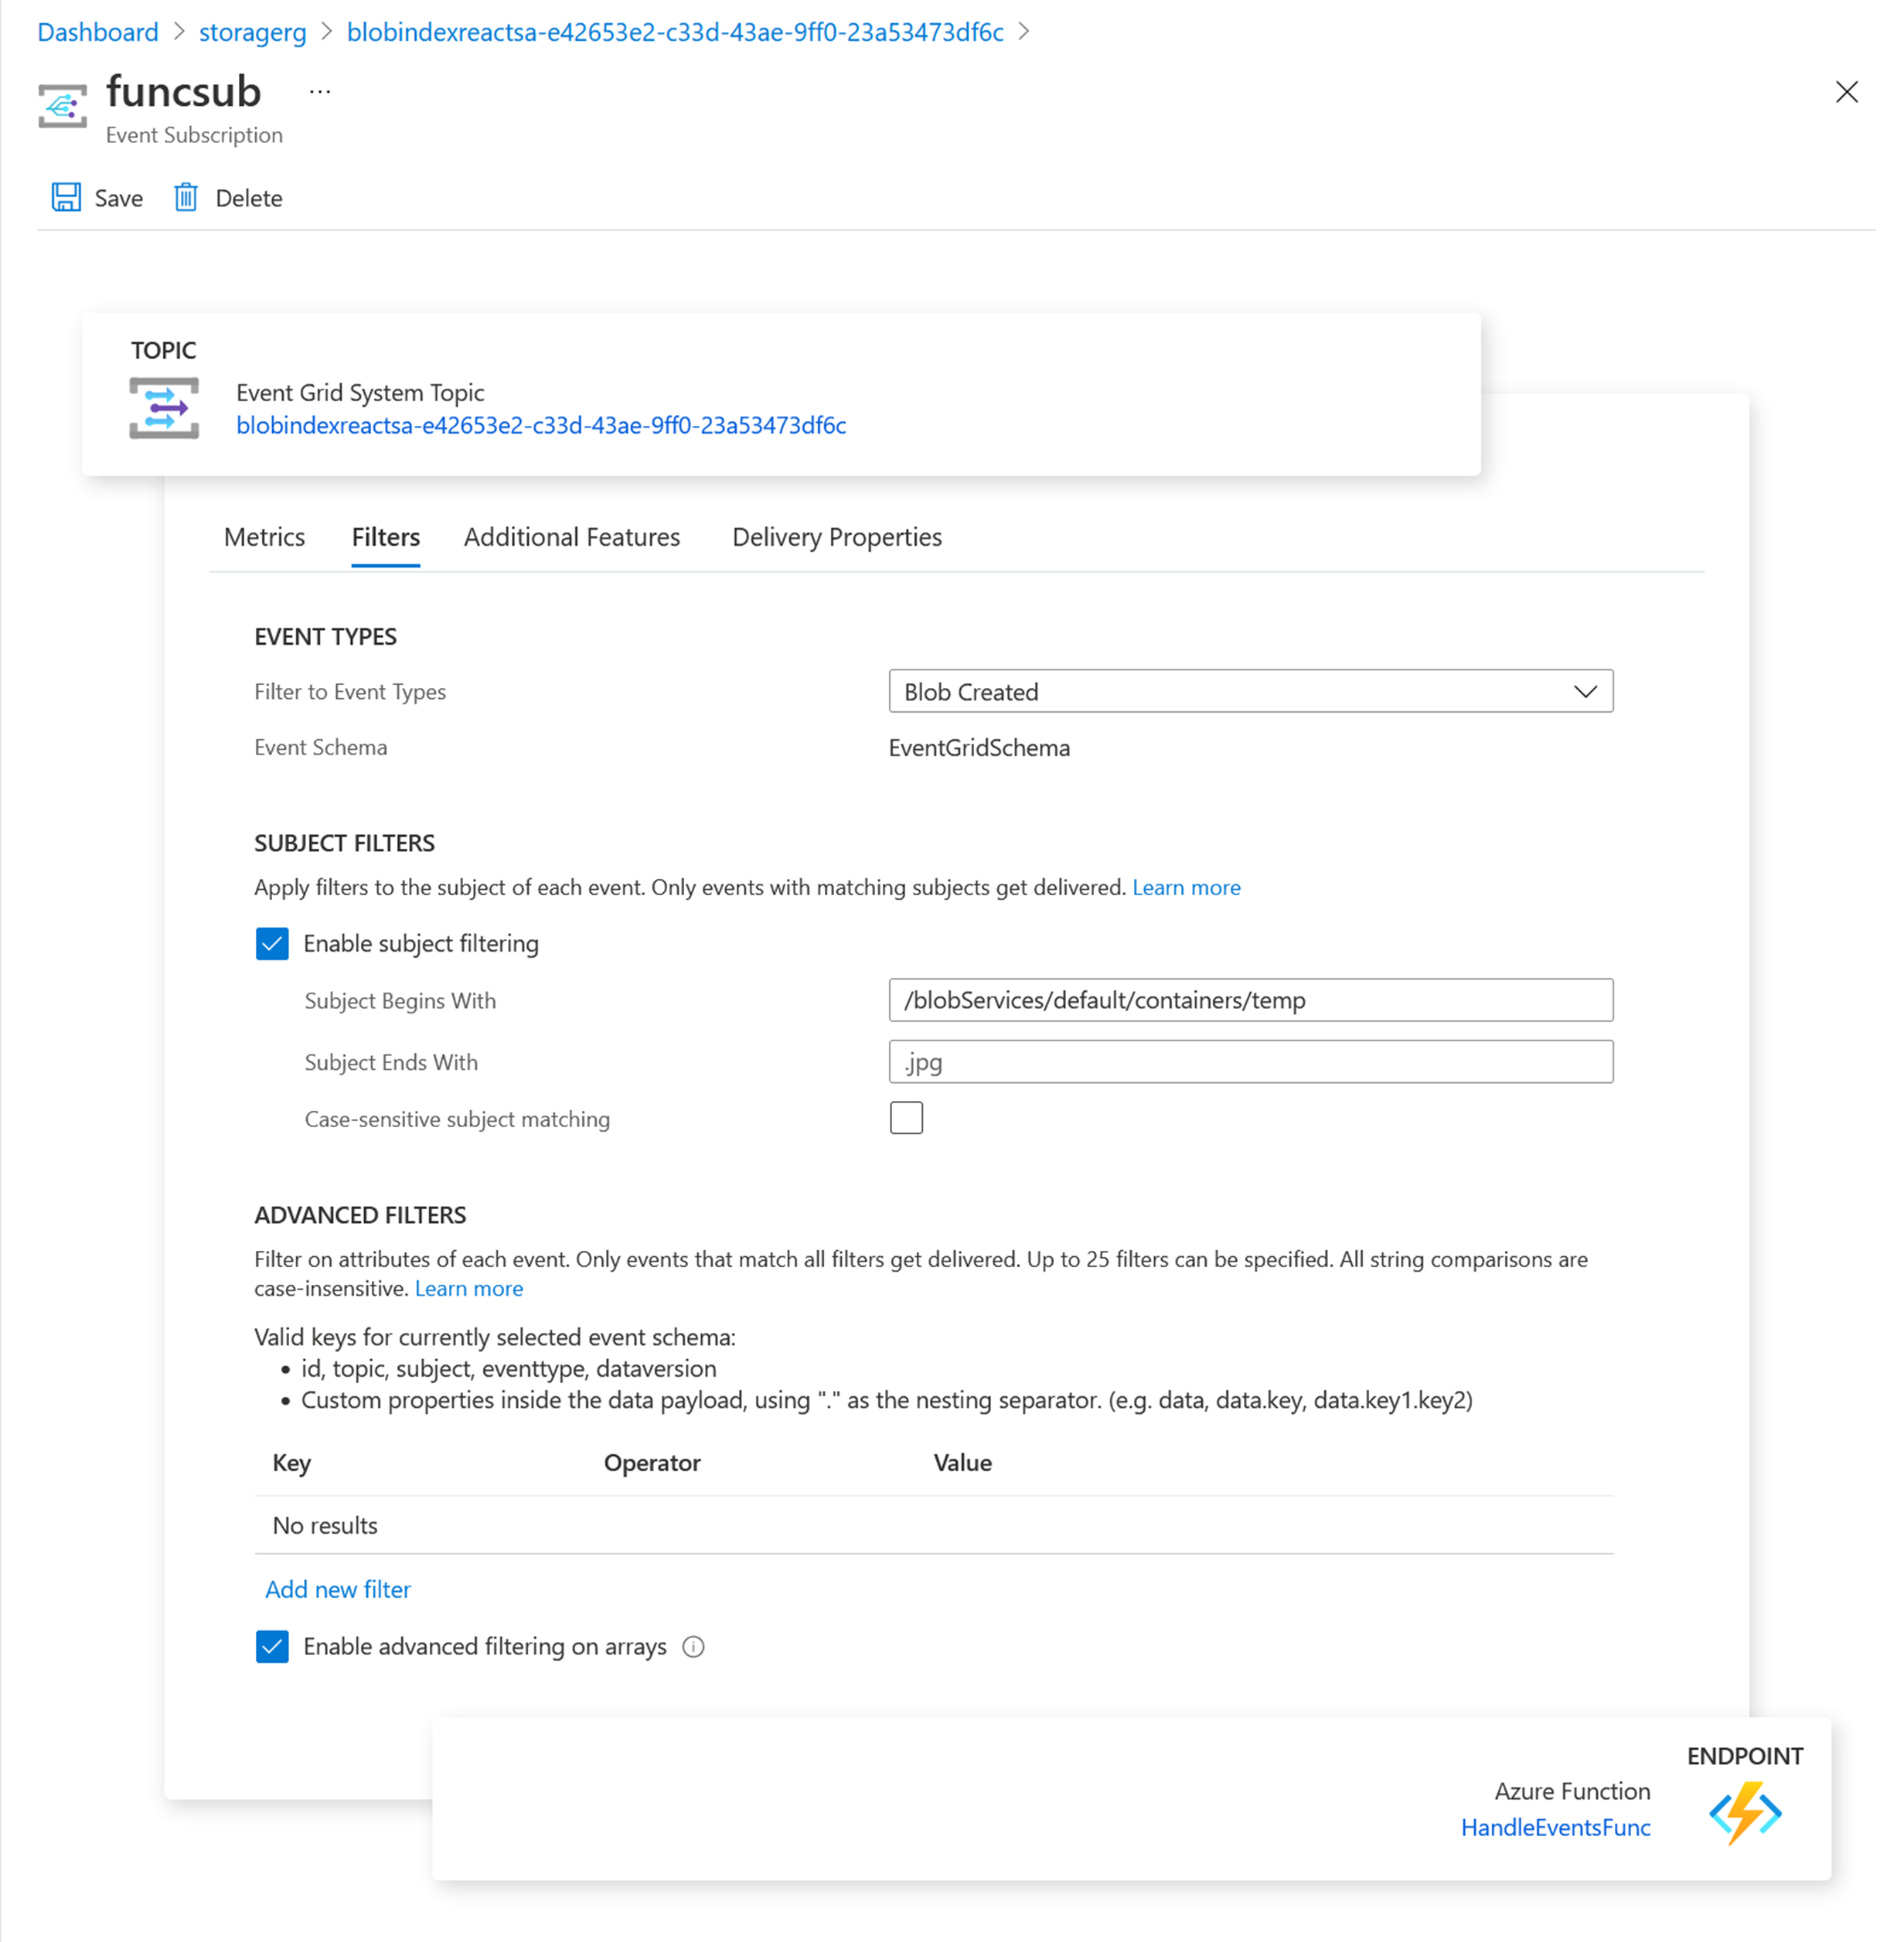 Dashboard > storagerg > blobindexreactsa-e42653e2-c33d-43ae-9ff0-23a53473df6c >
funcsub ...
Event Subscription
Save Delete
TOPIC
Event Grid System Topic
blobindexreactsa-e42653e2-c33d-43ae-9ff0-23a53473df6c
Metrics Filters Additional Features Delivery Properties
EVENT TYPES
Filter to Event Types Blob Created
Event Schema EventGridSchema
SUBJECT FILTERS
Apply filters to the subject of each event. Only events with matching subjects get delivered. Learn more
Enable subject filtering
Subject Begins With /blobServices/default/containers/temp
Subject Ends With .jpg
Case-sensitive subject matching
ADVANCED FILTERS
Filter on attributes of each event. Only events that match all filters get delivered. Up to 25 filters can be specified. All string comparisons are
case-insensitive. Learn more
Valid keys for currently selected event schema:
• id, topic, subject, eventtype, dataversion
• Custom properties inside the data payload, using "." as the nesting separator. (e.g. data, data.key, data.key1.key2)
Key Operator Value
No results
Add new filter
Enable advanced filtering on arrays
ENDPOINT
Azure Function
HandleEventsFunc